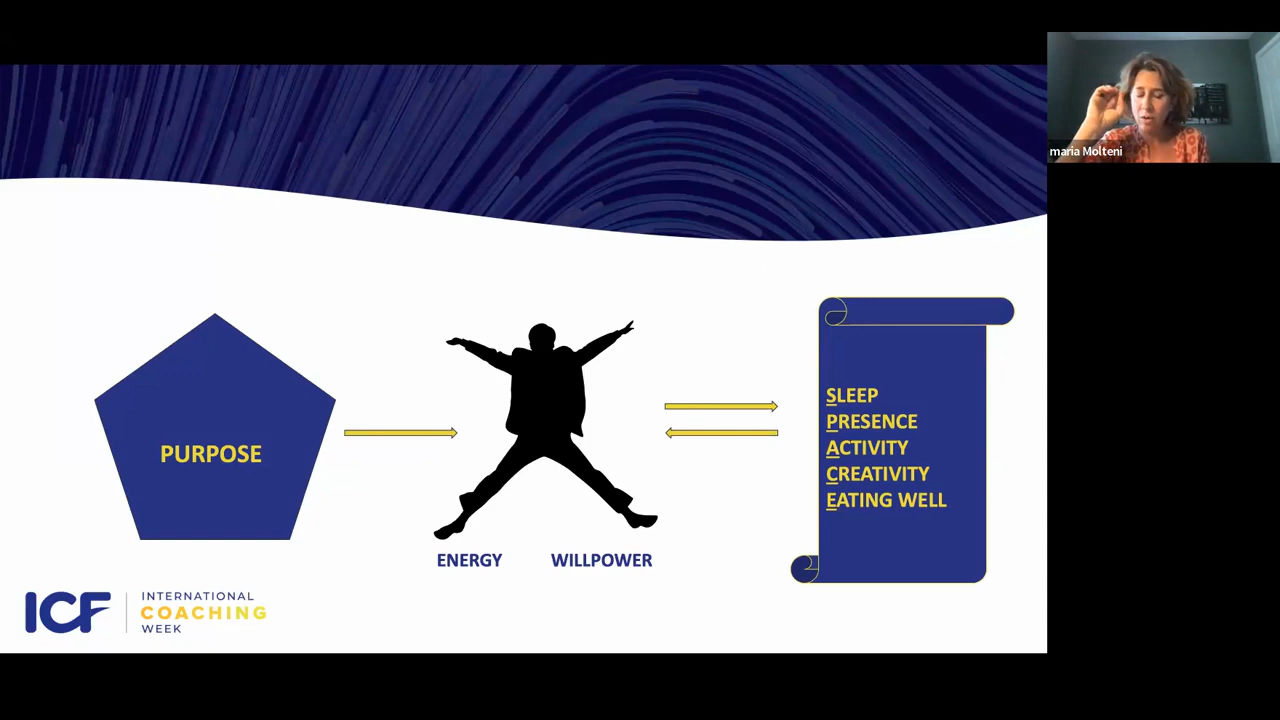 maria Molteni
PURPOSE
ENERGY
WILLPOWER
SLEEP
PRESENCE
ACTIVITY
CREATIVITY
EATING WELL
ICF
INTERNATIONAL
COACHING
WEEK